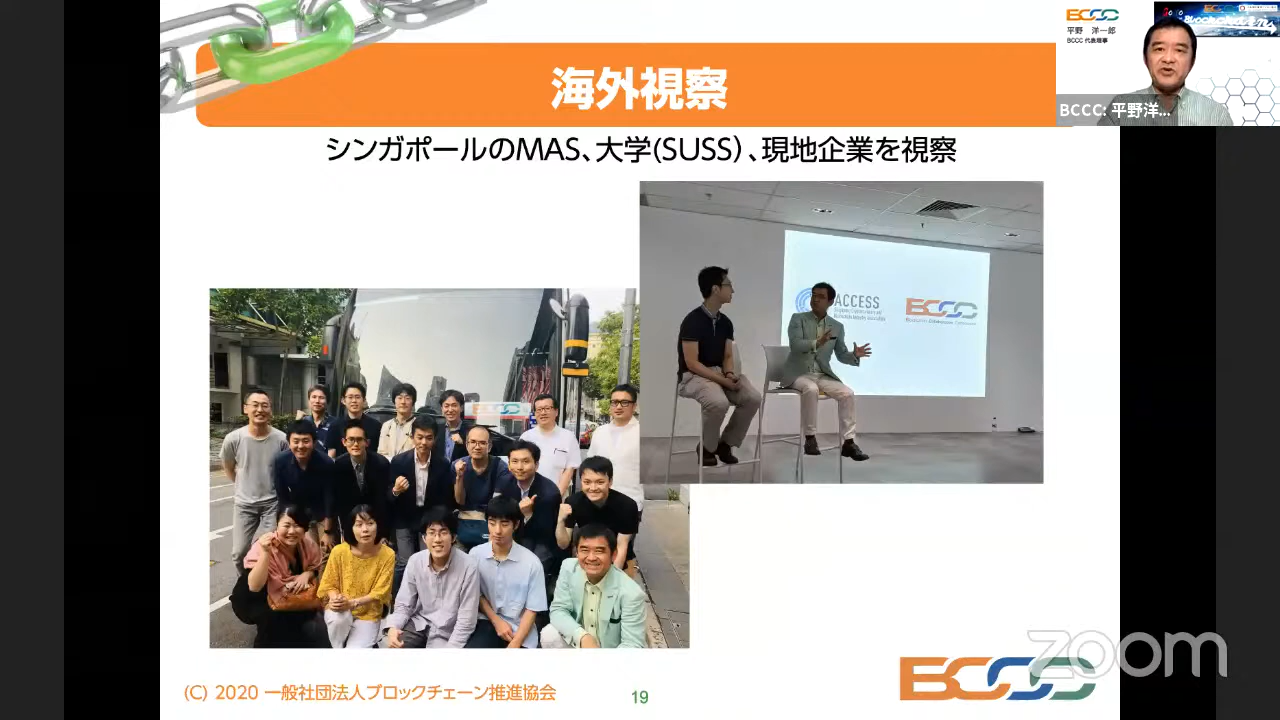 海外視察
シンガポールのMAS、大学(SUSS)、現地企業を視察
BCCC
平野 洋一郎
BCCC 代表理事
BCCC: 平野洋...
ACCESS
BCCC
BCCC
(C) 2020 一般社団法人ブロックチェーン推進協会
19
BCCC
zoom